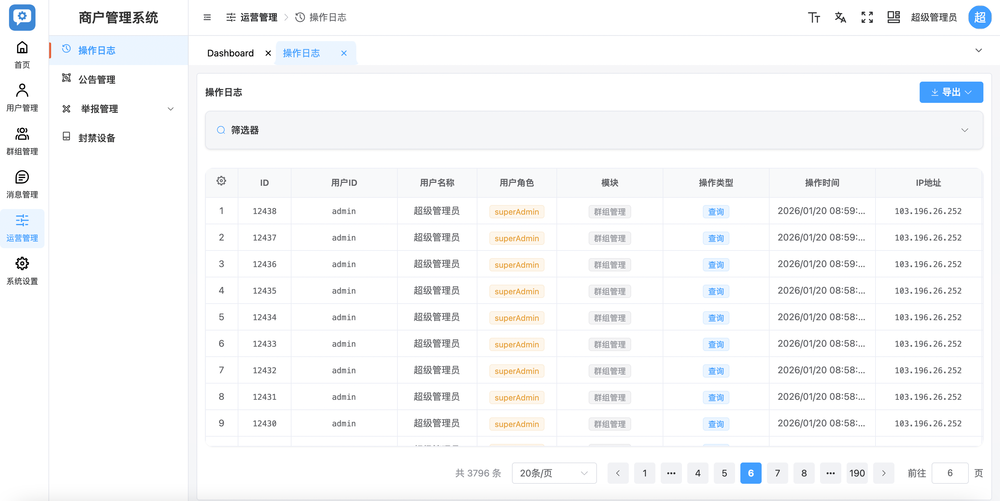 商户管理系统
运营管理
操作日志
超级管理员
超
首页
用户管理
群组管理
消息管理
运营管理
系统设置
操作日志
公告管理
举报管理
封禁设备
Dashboard
操作日志
操作日志
导出
筛选器
ID 用户ID 用户名称 用户角色 模块 操作类型 操作时间 IP地址
1 12438 admin 超级管理员 superAdmin 群组管理 查询 2026/01/20 08:59:... 103.196.26.252
2 12437 admin 超级管理员 superAdmin 群组管理 查询 2026/01/20 08:59:... 103.196.26.252
3 12436 admin 超级管理员 superAdmin 群组管理 查询 2026/01/20 08:59:... 103.196.26.252
4 12435 admin 超级管理员 superAdmin 群组管理 查询 2026/01/20 08:58:... 103.196.26.252
5 12434 admin 超级管理员 superAdmin 群组管理 查询 2026/01/20 08:58:... 103.196.26.252
6 12433 admin 超级管理员 superAdmin 群组管理 查询 2026/01/20 08:58:... 103.196.26.252
7 12432 admin 超级管理员 superAdmin 群组管理 查询 2026/01/20 08:58:... 103.196.26.252
8 12431 admin 超级管理员 superAdmin 群组管理 查询 2026/01/20 08:58:... 103.196.26.252
9 12430 admin 超级管理员 superAdmin 群组管理 查询 2026/01/20 08:58:... 103.196.26.252
共 3796 条 20条/页 1 ••• 4 5 6 7 8 ••• 190 前往 6 页